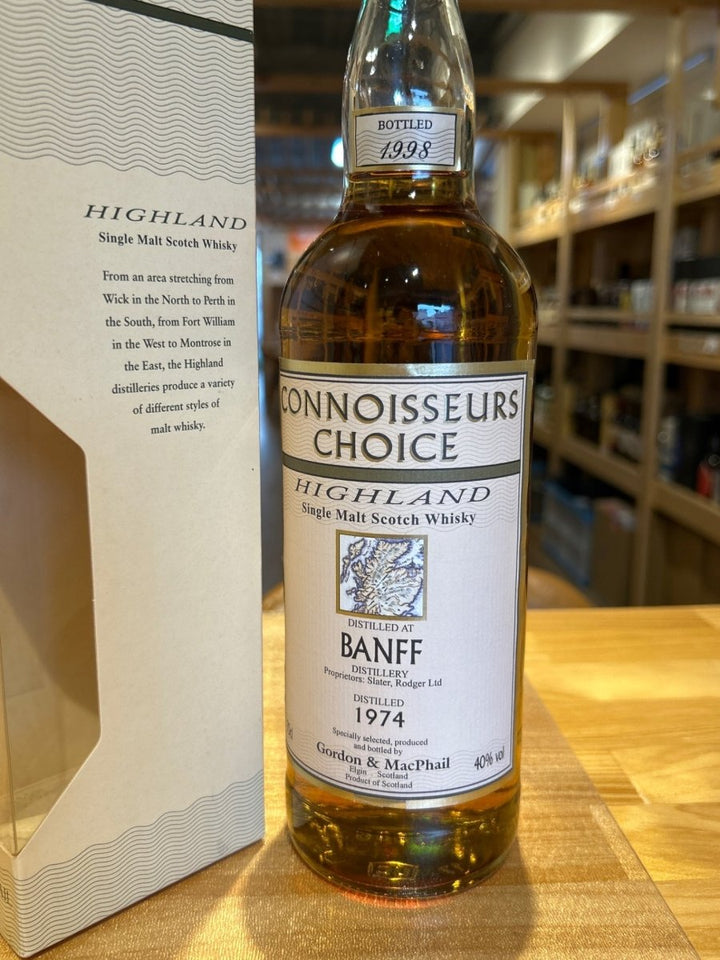 HIGHLAND
Single Malt Scotch Whisky
From an area stretching from
Wick in the North to Perth in
the South, from Fort William
in the West to Montrose in
the East, the Highland
distilleries produce a variety
of different styles of
malt whisky.
BOTTLED
1998
CONNOISSEURS
CHOICE
HIGHLAND
Single Malt Scotch Whisky
DISTILLED AT
BANFF
DISTILLERY
Proprietors: Slater, Rodger Ltd
DISTILLED
1974
Specially selected, produced
and bottled by
Gordon & MacPhail
Elgin Scotland
Product of Scotland
40% vol